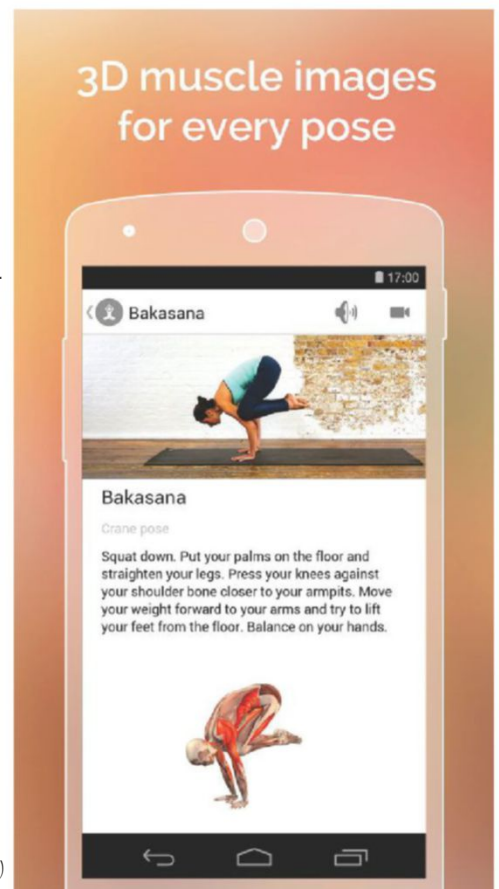 3D muscle images
for every pose
17:00
Bakasana
Bakasana
Crane pose
Squat down. Put your palms on the floor and
straighten your legs. Press your knees against
your shoulder bone closer to your armpits. Move
your weight forward to your arms and try to lift
your feet from the floor. Balance on your hands.
)